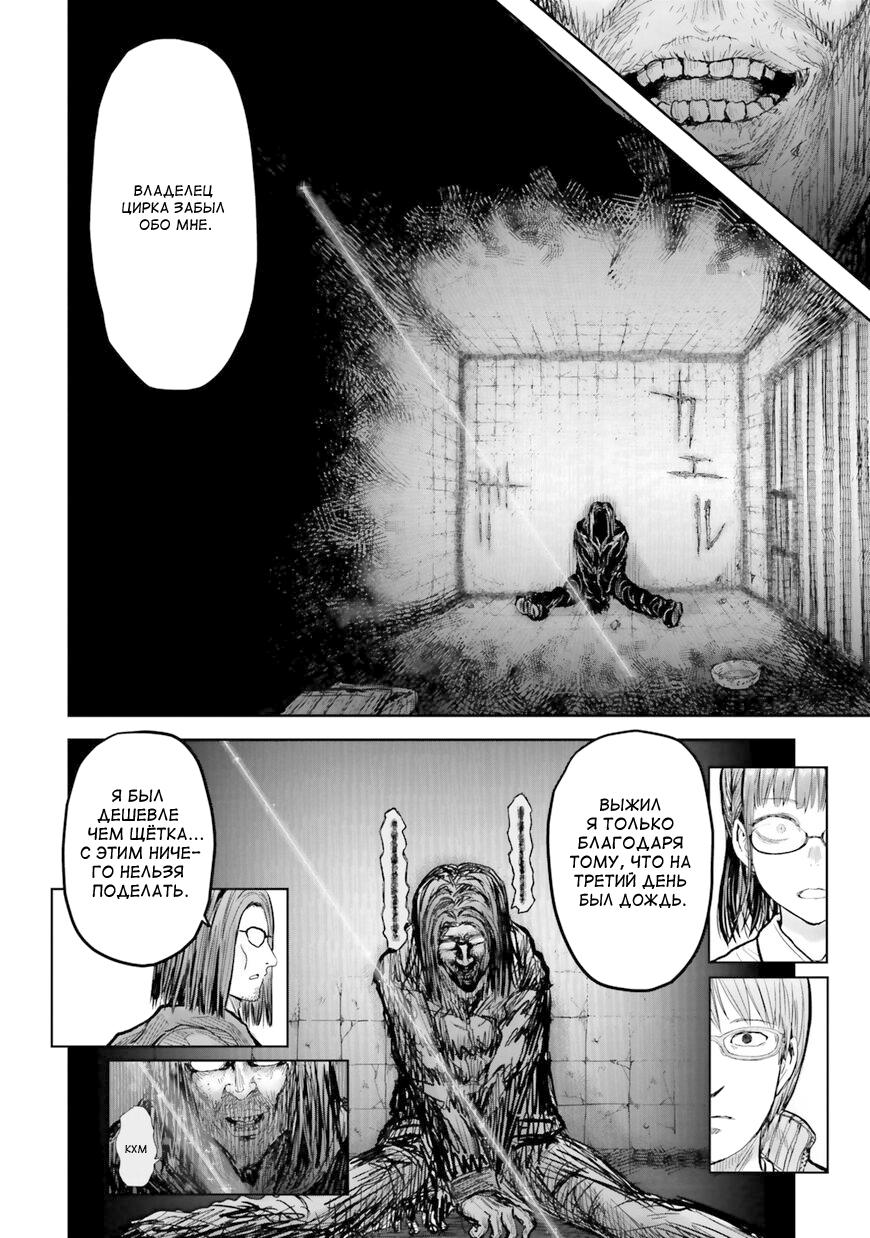 ВЛАДЕЛЕЦ
ЦИРКА ЗАБЫЛ
ОБО МНЕ.
カエル
ВЫЖИЛ
Я ТОЛЬКО
БЛАГОДАРЯ
ТОМУ, ЧТО НА
ТРЕТИЙ ДЕНЬ
БЫЛ ДОЖДЬ.
Я БЫЛ
ДЕШЕВЛЕ
ЧЕМ ЩЁТКА...
С ЭТИМ НИЧЕ-
ГО НЕЛЬЗЯ
ПОДЕЛАТЬ.
КХМ